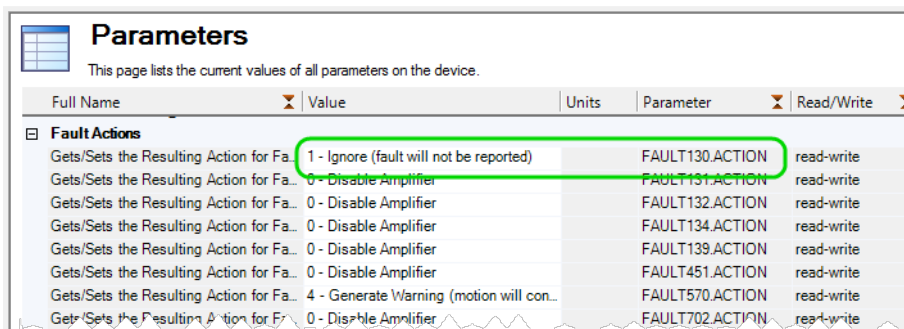 Parameters
This page lists the current values of all parameters on the device.
Full Name Value Units Parameter Read/Write
Fault Actions
Gets/Sets the Resulting Action for Fa... 1 - Ignore (fault will not be reported) FAULT130.ACTION read-write
Gets/Sets the Resulting Action for Fa... 0 - Disable Amplifier FAULT131.ACTION read-write
Gets/Sets the Resulting Action for Fa... 0 - Disable Amplifier FAULT132.ACTION read-write
Gets/Sets the Resulting Action for Fa... 0 - Disable Amplifier FAULT134.ACTION read-write
Gets/Sets the Resulting Action for Fa... 0 - Disable Amplifier FAULT139.ACTION read-write
Gets/Sets the Resulting Action for Fa... 0 - Disable Amplifier FAULT451.ACTION read-write
Gets/Sets the Resulting Action for Fa... 4 - Generate Warning (motion will con... FAULT570.ACTION read-write
Gets/Sets the Resulting Action for Fa... 0 - Disable Amplifier FAULT702.ACTION read-write